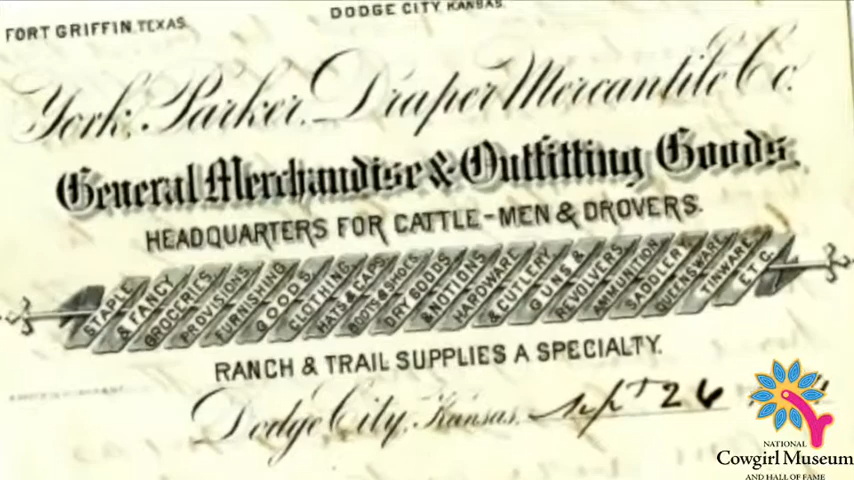 FORT GRIFFIN, TEXAS.
DODGE CITY, KANSAS.
York, Parker, Draper Mercantile Co.
General Merchandise & Outfitting Goods.
HEADQUARTERS FOR CATTLE-MEN & DROVERS.
STAPLE & FANCY GROCERIES, PROVISIONS, FURNISHING GOODS, CLOTHING, HATS & CAPS, BOOTS & SHOES, DRY GOODS & NOTIONS, HARDWARE & CUTLERY, GUNS & REVOLVERS, AMMUNITION, SADDLERY, QUEENSWARE, TINWARE, ETC.
RANCH & TRAIL SUPPLIES A SPECIALTY.
Dodge City, Kansas, Sept 26
NATIONAL
Cowgirl Museum
AND HALL OF FAME